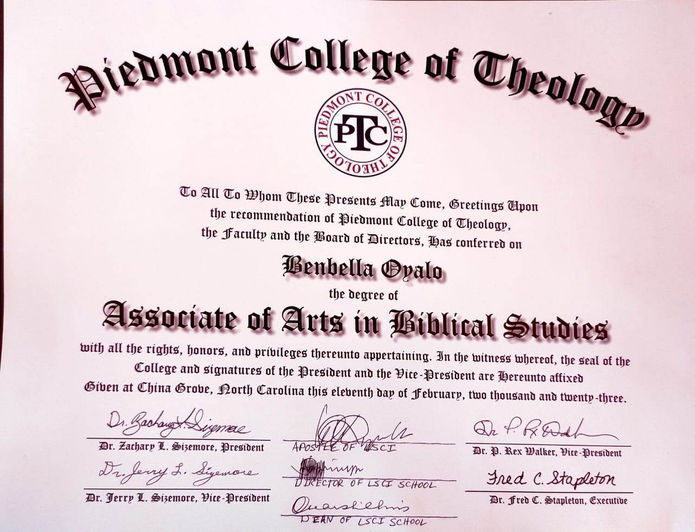 Piedmont College of Theology
PIEDMONT COLLEGE OF THEOLOGY
PTC
To All To Whom These Presents May Come, Greetings Upon
the recommendation of Piedmont College of Theology,
the Faculty and the Board of Directors, Has conferred on
Benbella Oyalo
the degree of
Associate of Arts in Biblical Studies
with all the rights, honors, and privileges thereunto appertaining. In the witness whereof, the seal of the
College and signatures of the President and the Vice-President are Hereunto affixed
Given at China Grove, North Carolina this eleventh day of February, two thousand and twenty-three.
Dr. Zachary L. Sizemore
Dr. Zachary L. Sizemore, President
APOSTLE OF LSCI
Dr. P. Rex Walker, Vice-President
Dr. Jerry L. Sizemore
Dr. Jerry L. Sizemore, Vice-President
DIRECTOR OF LSCI SCHOOL
Fred C. Stapleton
Dr. Fred C. Stapleton, Executive
DEAN OF LSCI SCHOOL